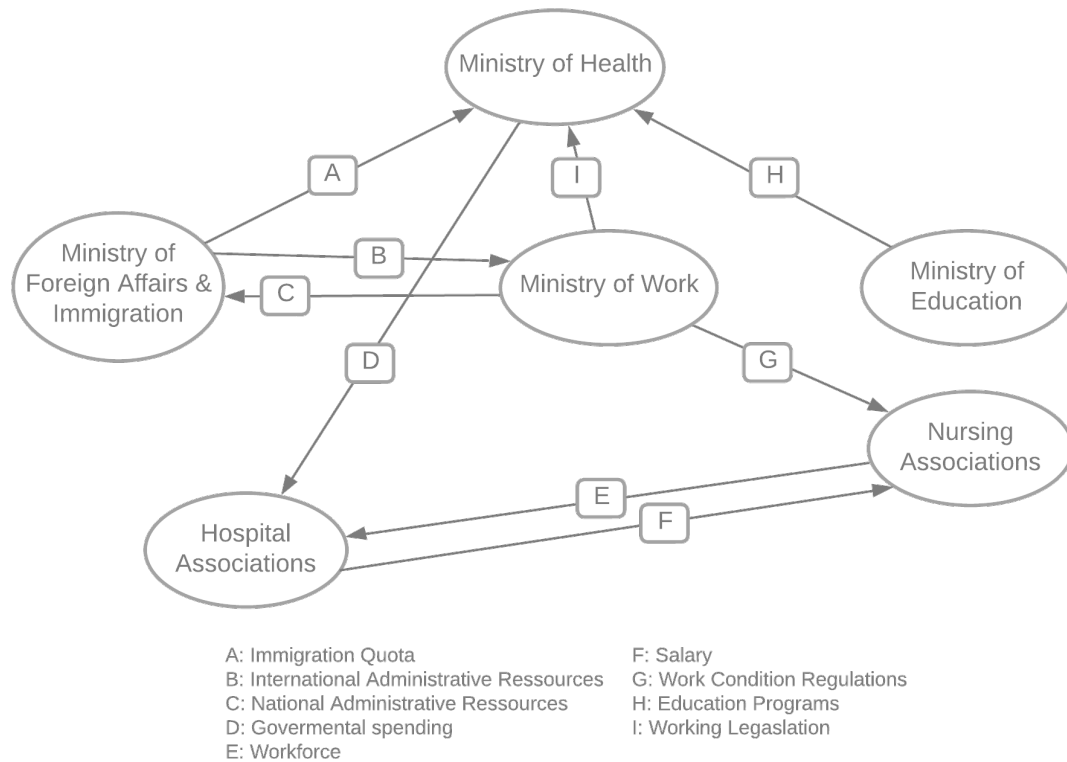 Ministry of Health
A
I
H
Ministry of
Foreign Affairs &
Immigration
B
Ministry of Work
Ministry of
Education
C
D
G
Nursing
Associations
E
F
Hospital
Associations
A: Immigration Quota
B: International Administrative Ressources
C: National Administrative Ressources
D: Govermental spending
E: Workforce
F: Salary
G: Work Condition Regulations
H: Education Programs
I: Working Legaslation